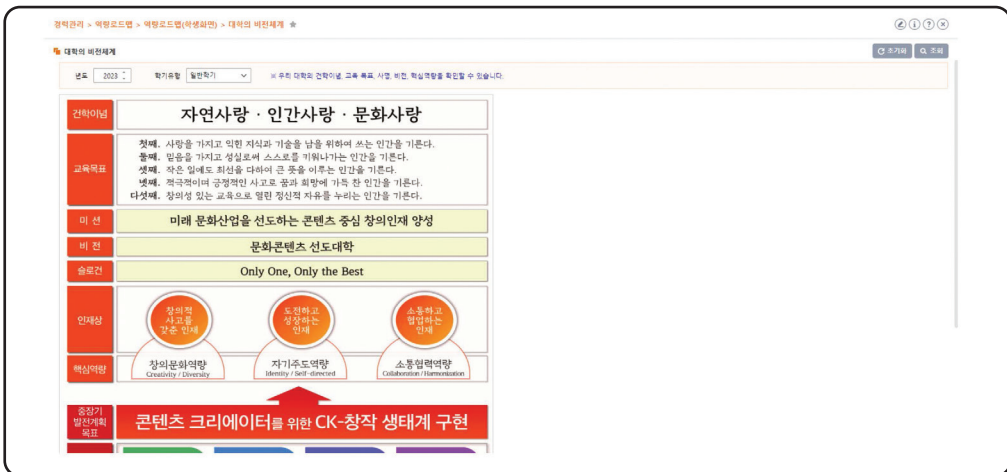 경력관리 > 역량로드맵 > 역량로드맵(학생화면) > 대학의 비전체계 ★
대학의 비전체계
초기화 조회
년도 2023 학기유형 일반학기 ※ 우리 대학의 건학이념, 교육 목표, 사명, 비전, 핵심역량을 확인할 수 있습니다.
건학이념 자연사랑 · 인간사랑 · 문화사랑
교육목표
첫째. 사랑을 가지고 익힌 지식과 기술을 남을 위하여 쓰는 인간을 기른다.
둘째. 믿음을 가지고 성실로써 스스로를 키워나가는 인간을 기른다.
셋째. 작은 일에도 최선을 다하여 큰 뜻을 이루는 인간을 기른다.
넷째. 적극적이며 긍정적인 사고로 꿈과 희망에 가득 찬 인간을 기른다.
다섯째. 창의성 있는 교육으로 열린 정신적 자유를 누리는 인간을 기른다.
미 션 미래 문화산업을 선도하는 콘텐츠 중심 창의인재 양성
비 전 문화콘텐츠 선도대학
슬로건 Only One, Only the Best
인재상
창의적
사고를
갖춘 인재
도전하고
성장하는
인재
소통하고
협업하는
인재
핵심역량
창의문화역량
Creativity / Diversity
자기주도역량
Identity / Self-directed
소통협력역량
Collaboration / Harmonization
중장기
발전계획
목표
콘텐츠 크리에이터를 위한 CK-창작 생태계 구현